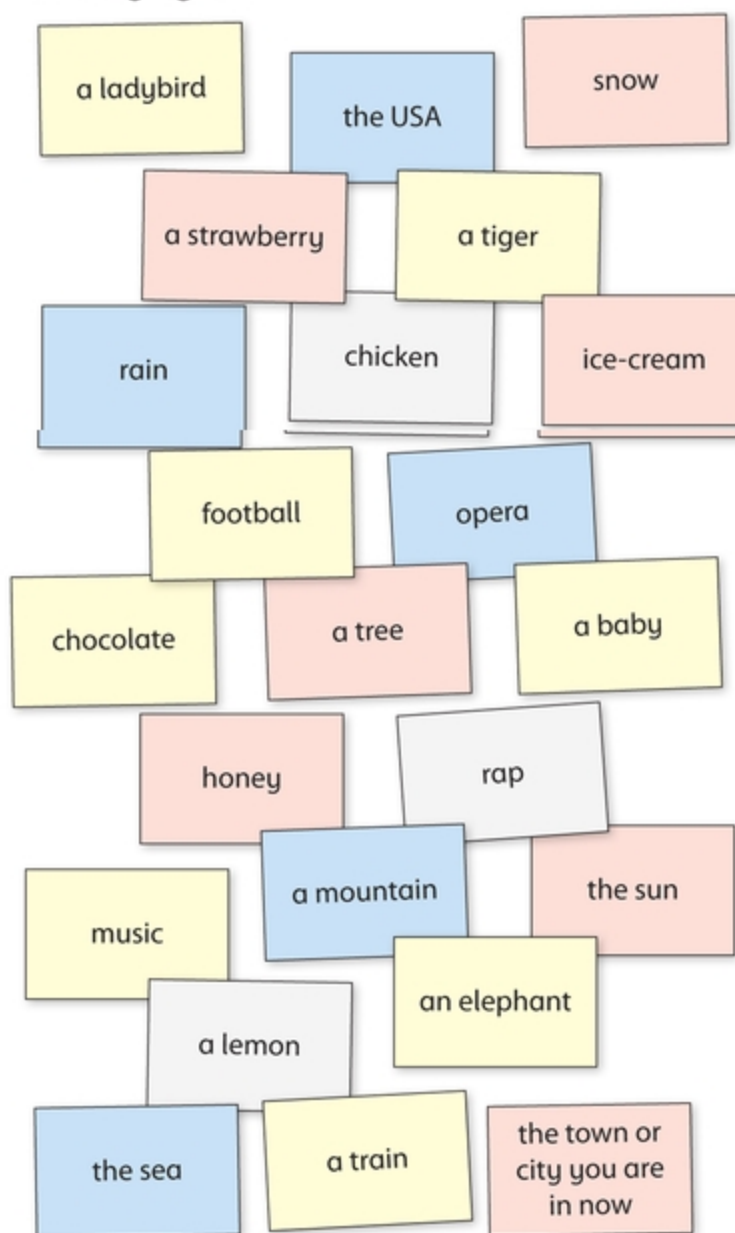 a ladybird
the USA
snow
a strawberry
a tiger
rain
chicken
ice-cream
football
opera
chocolate
a tree
a baby
honey
rap
a mountain
the sun
music
an elephant
a lemon
the sea
a train
the town or
city you are
in now